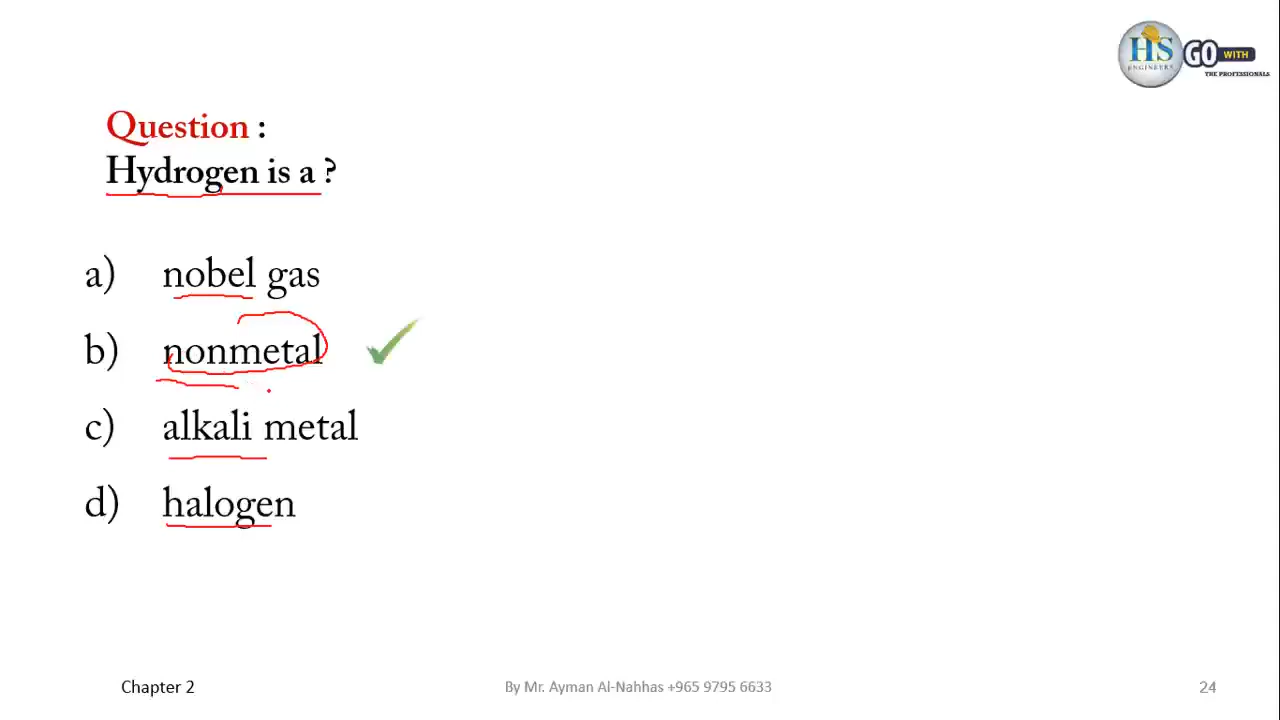 HS
ENGINEERS
GO WITH
THE PROFESSIONALS
Question :
Hydrogen is a ?
a) nobel gas
b) nonmetal
c) alkali metal
d) halogen
Chapter 2
By Mr. Ayman Al-Nahhas +965 9795 6633
24